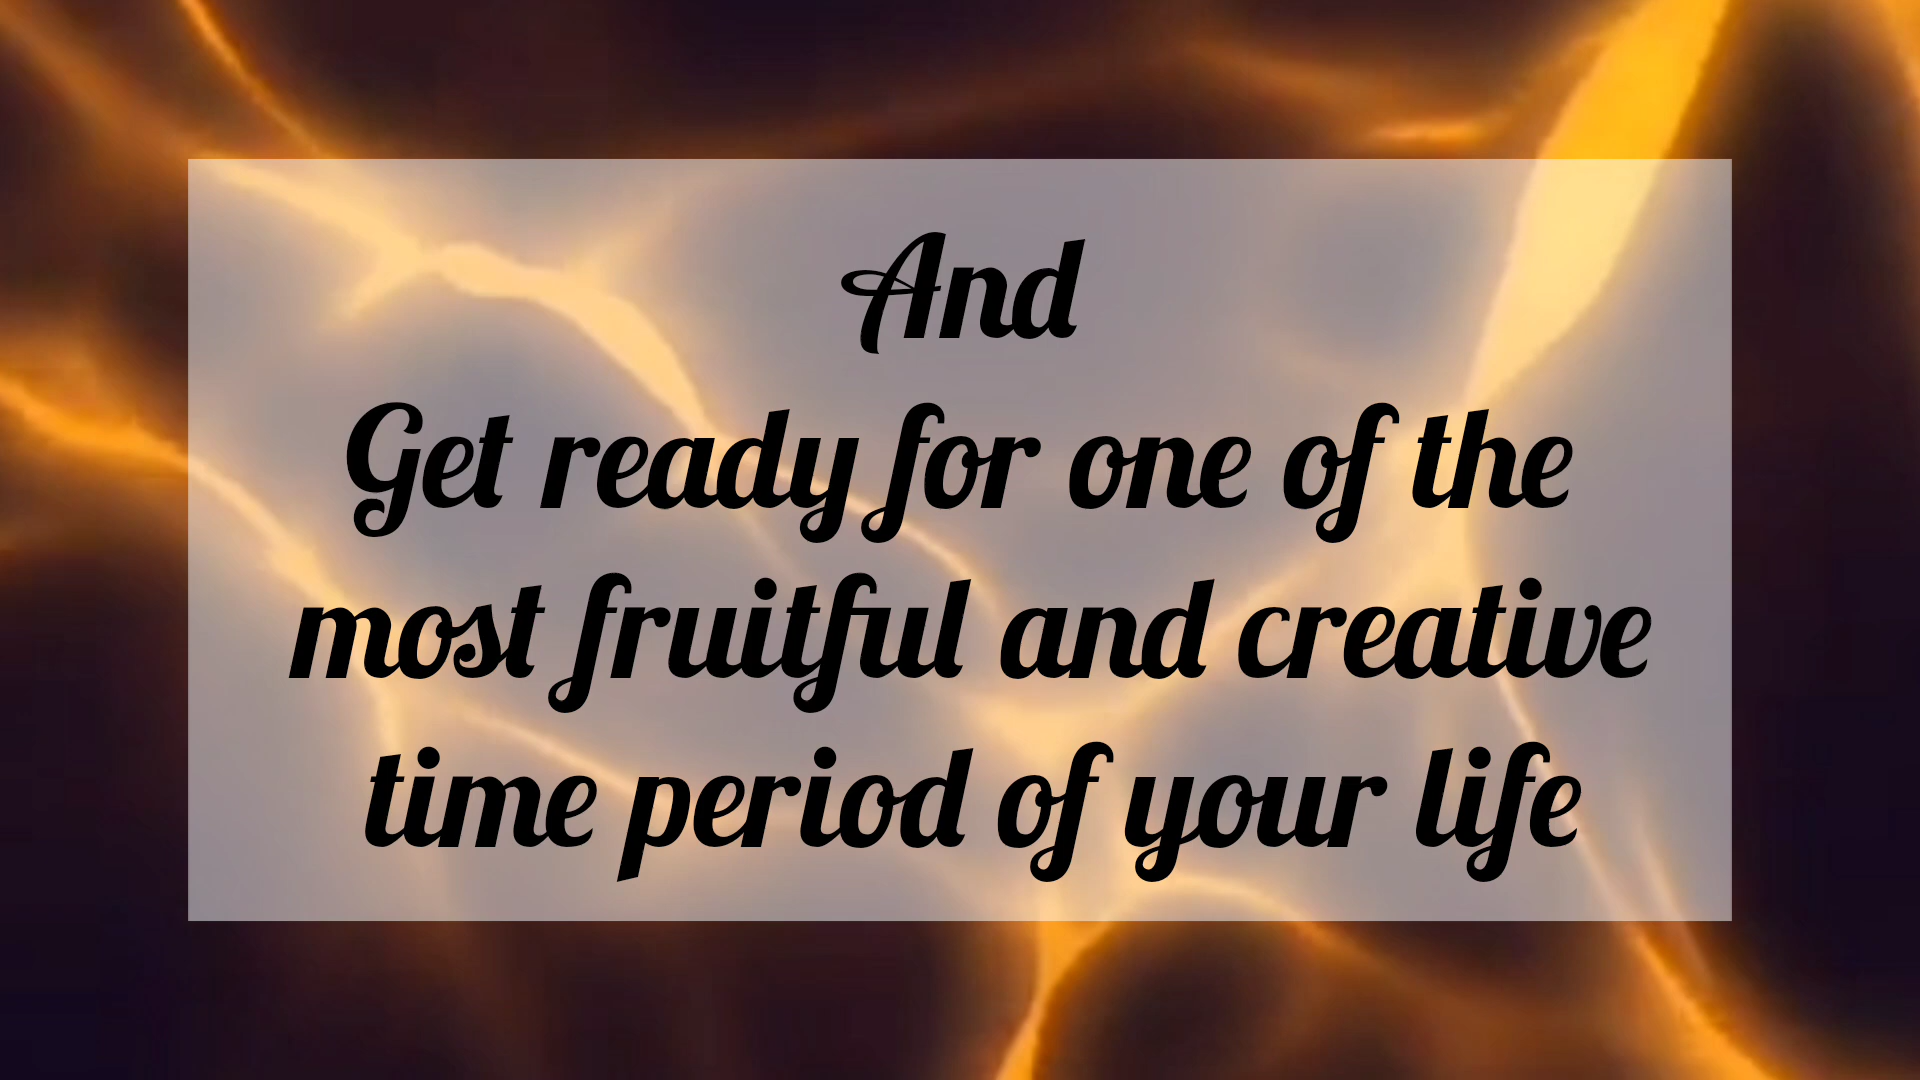 And
Get ready for one of the
most fruitful and creative
time period of your life